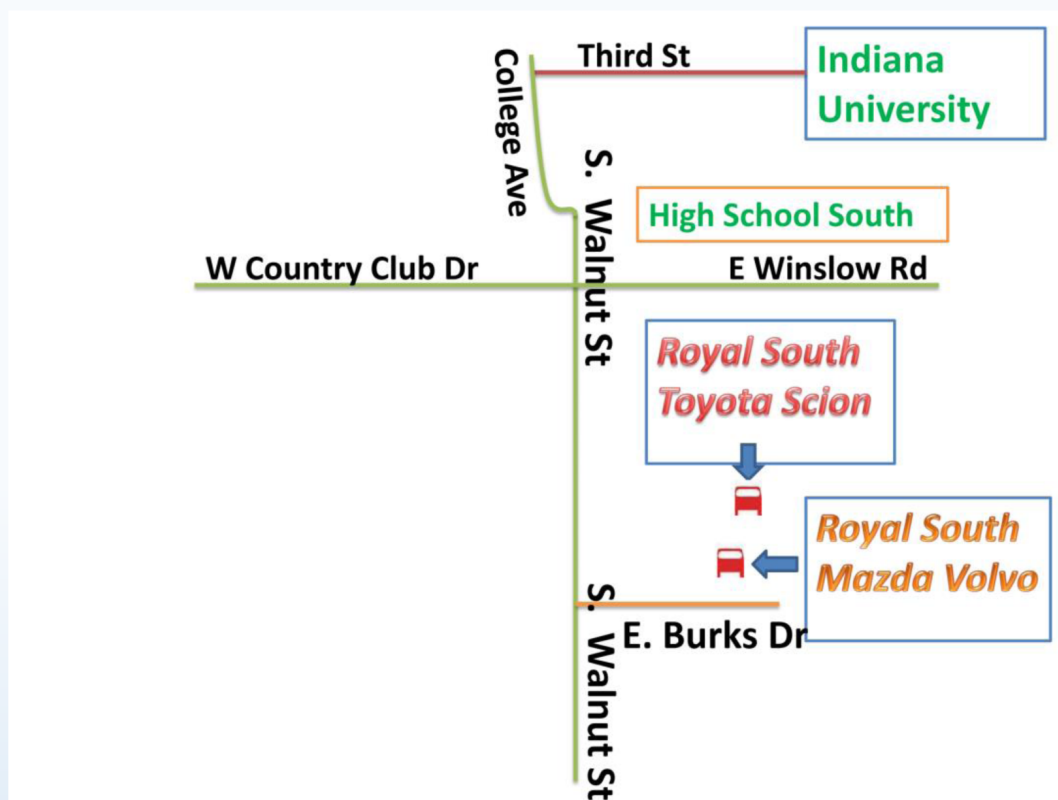 Third St
Indiana
University
College Ave
S. Walnut St
High School South
W Country Club Dr
E Winslow Rd
Royal South
Toyota Scion
Royal South
Mazda Volvo
S. Walnut St
E. Burks Dr